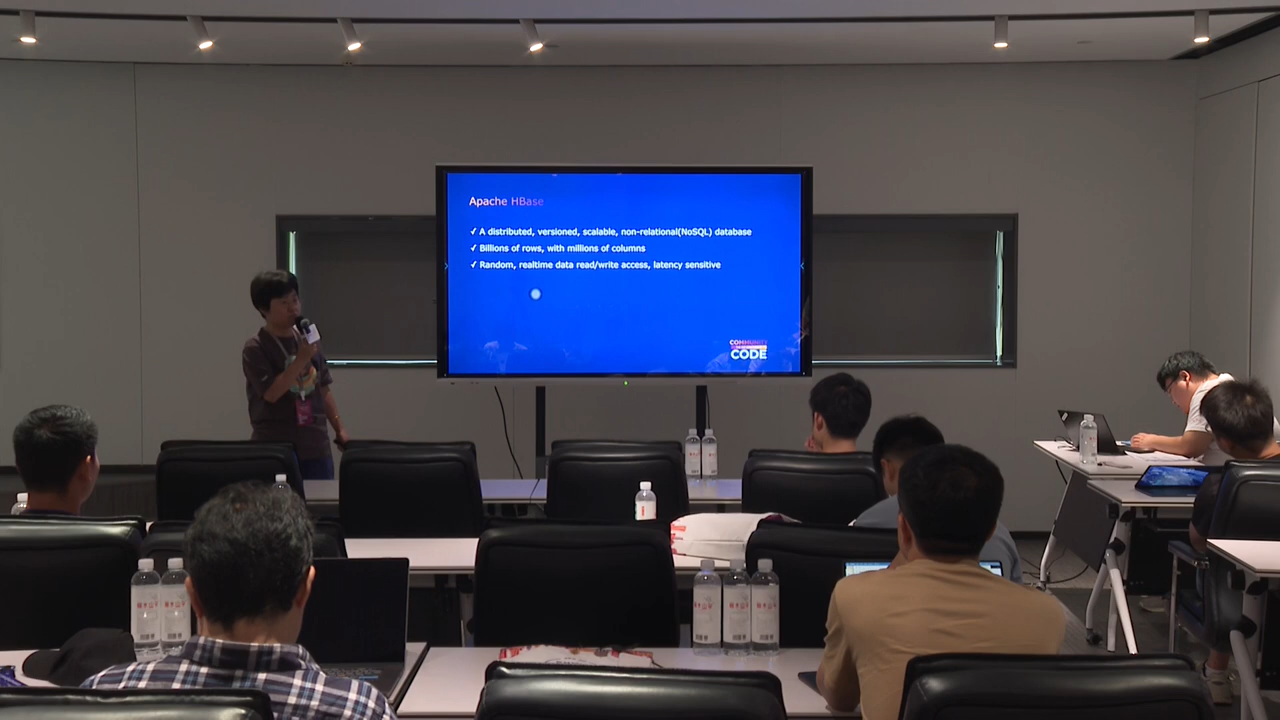 Apache HBase
✓ A distributed, versioned, scalable, non-relational(NoSQL) database
✓ Billions of rows, with millions of columns
✓ Random, realtime data read/write access, latency sensitive
COMMUNITY
CODE